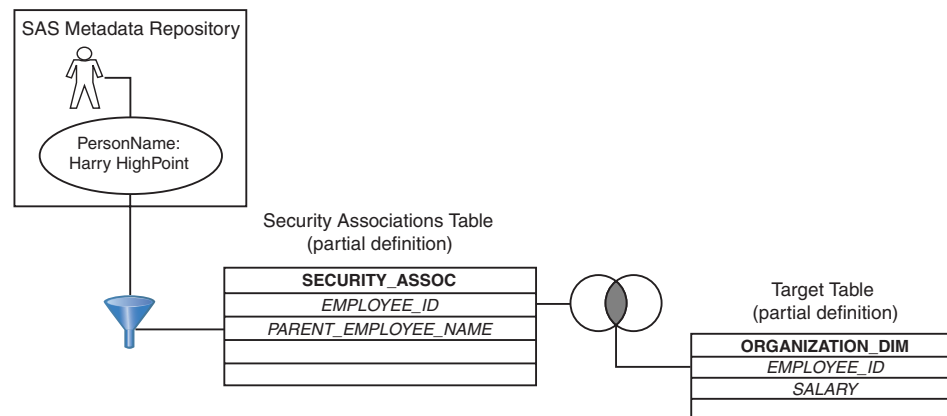 SAS Metadata Repository
PersonName:
Harry HighPoint
Security Associations Table
(partial definition)
SECURITY_ASSOC
EMPLOYEE_ID
PARENT_EMPLOYEE_NAME
Target Table
(partial definition)
ORGANIZATION_DIM
EMPLOYEE_ID
SALARY